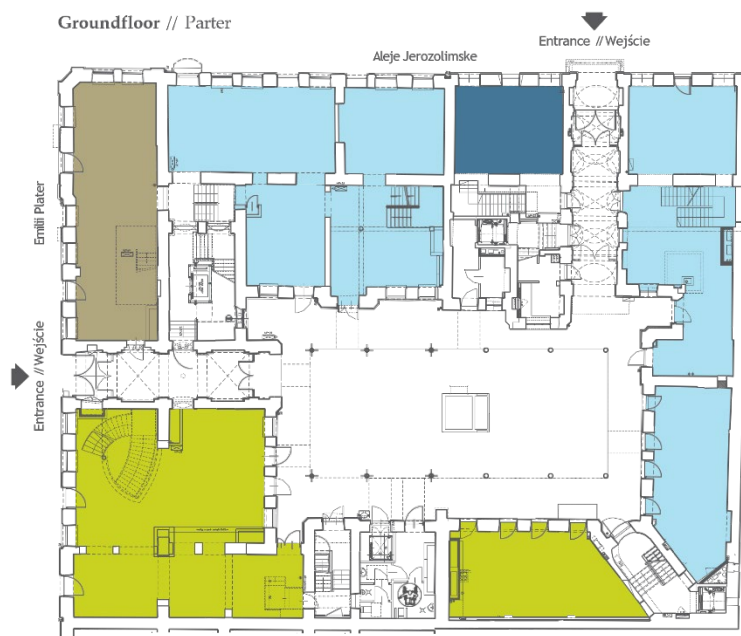 Groundfloor // Parter
Entrance // Wejście
Aleje Jerozolimske
Emilii Plater
Entrance // Wejście